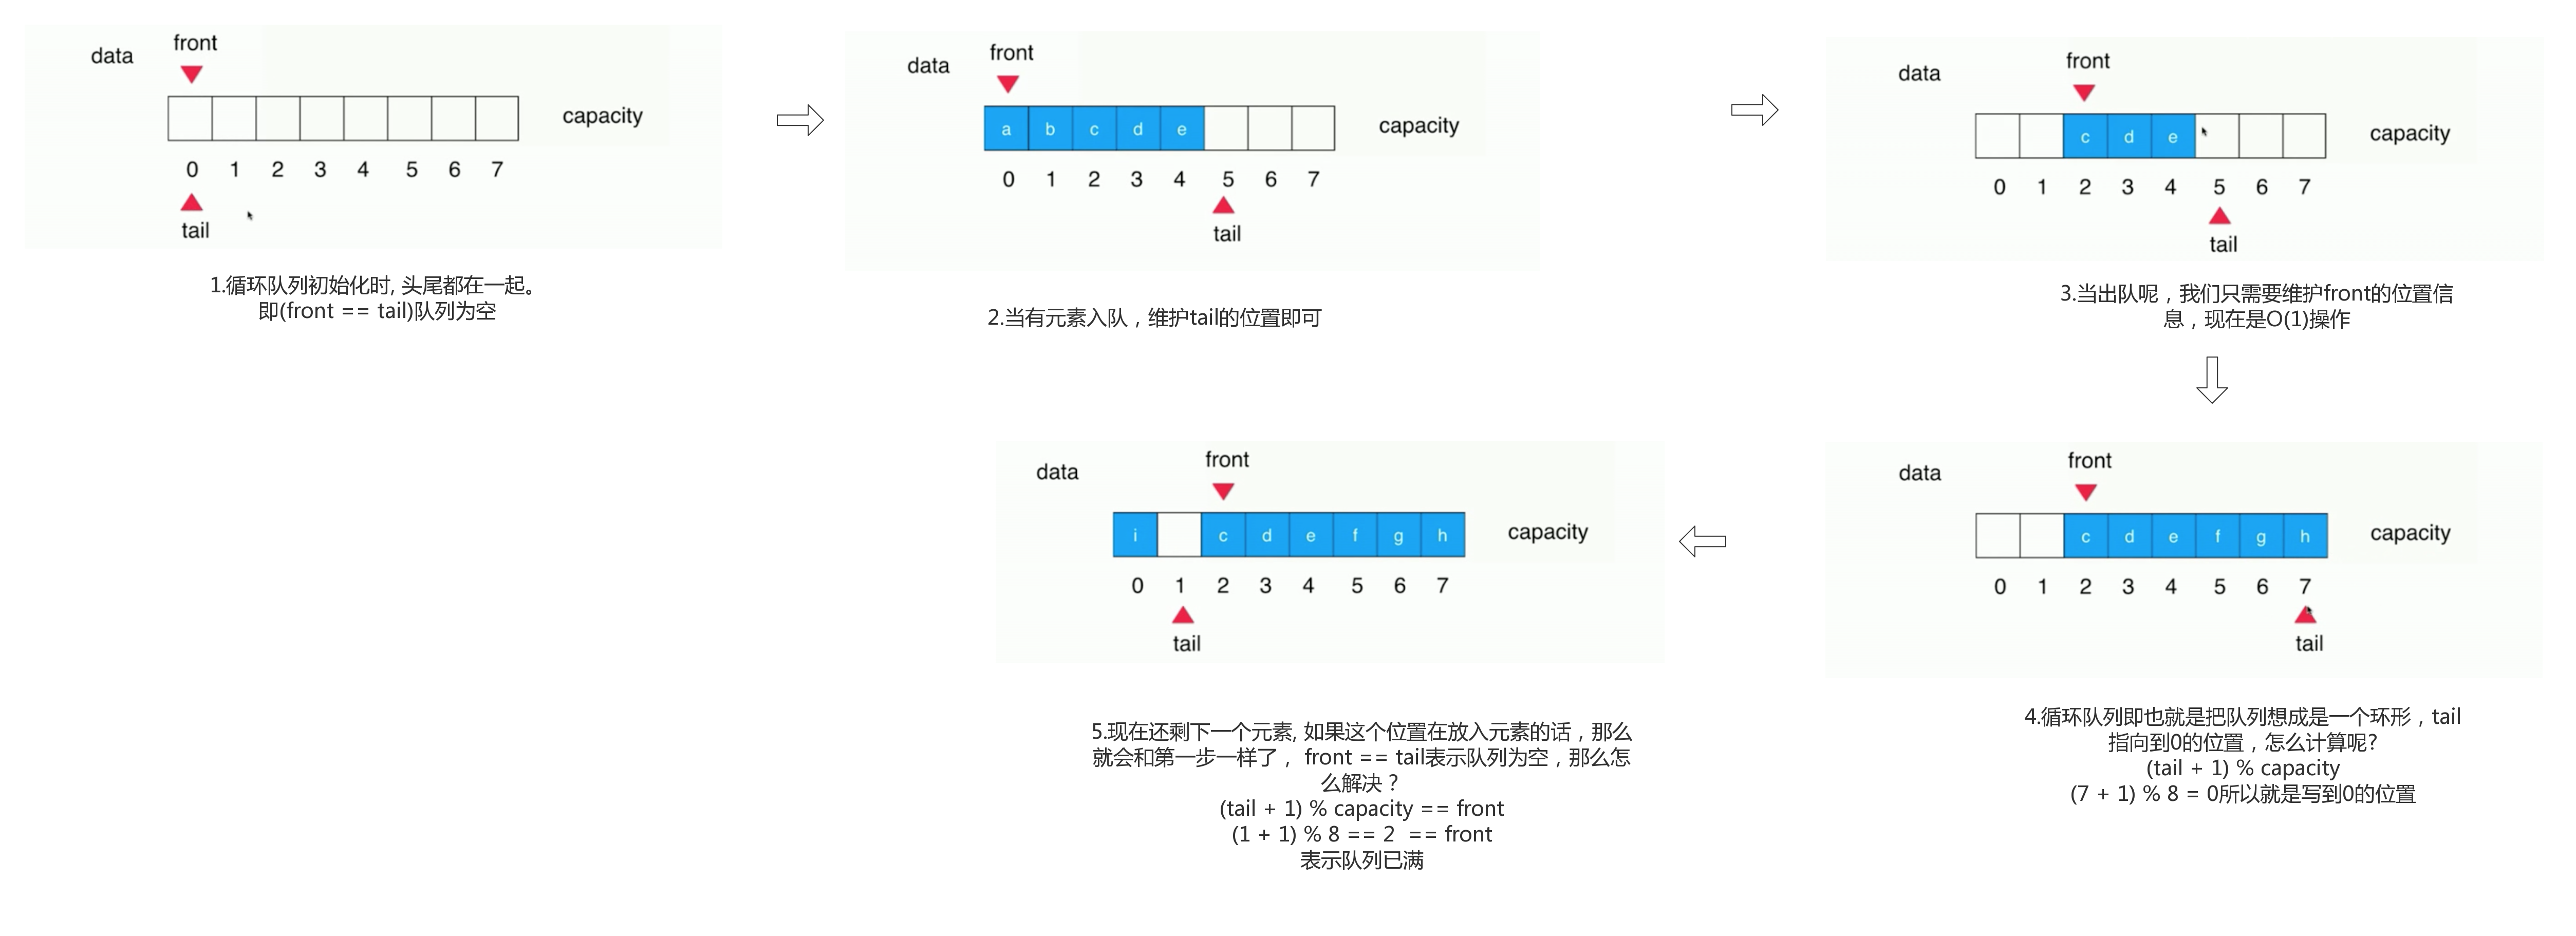 front
data
capacity
0 1 2 3 4 5 6 7
tail
1.循环队列初始化时, 头尾都在一起。
即(front == tail)队列为空
front
data
a b c d e
capacity
0 1 2 3 4 5 6 7
tail
2.当有元素入队，维护tail的位置即可
front
data
c d e
capacity
0 1 2 3 4 5 6 7
tail
3.当出队呢，我们只需要维护front的位置信
息，现在是O(1)操作
front
data
c d e f g h
capacity
0 1 2 3 4 5 6 7
tail
4.循环队列即也就是把队列想成是一个环形，tail
指向到0的位置，怎么计算呢?
(tail + 1) % capacity
(7 + 1) % 8 = 0所以就是写到0的位置
front
data
i c d e f g h
capacity
0 1 2 3 4 5 6 7
tail
5.现在还剩下一个元素, 如果这个位置在放入元素的话，那么
就会和第一步一样了， front == tail表示队列为空，那么怎
么解决？
(tail + 1) % capacity == front
(1 + 1) % 8 == 2  == front
表示队列已满